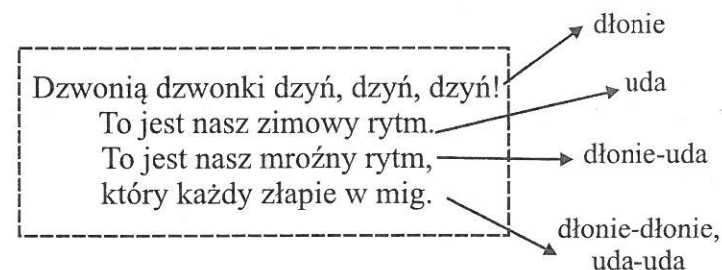 dłonie
Dzwonią dzwonki dzyń, dzyń, dzyń!
uda
To jest nasz zimowy rytm.
To jest nasz mroźny rytm,
dłonie-uda
który każdy złapie w mig.
dłonie-dłonie,
uda-uda